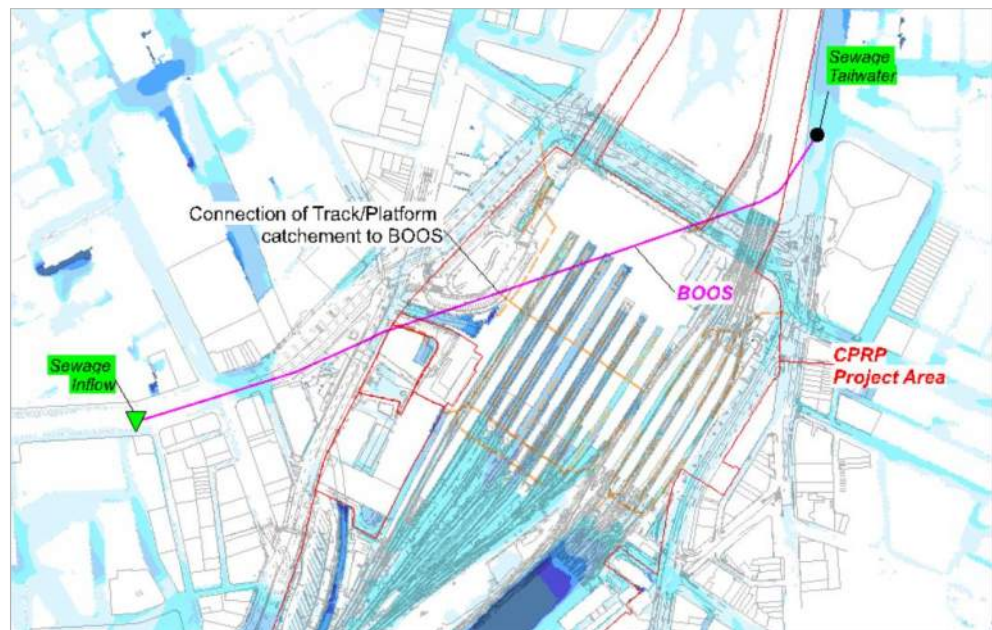 Sewage
Tailwater
Connection of Track/Platform
catchement to BOOS
BOOS
CPRP
Project Area
Sewage
Inflow